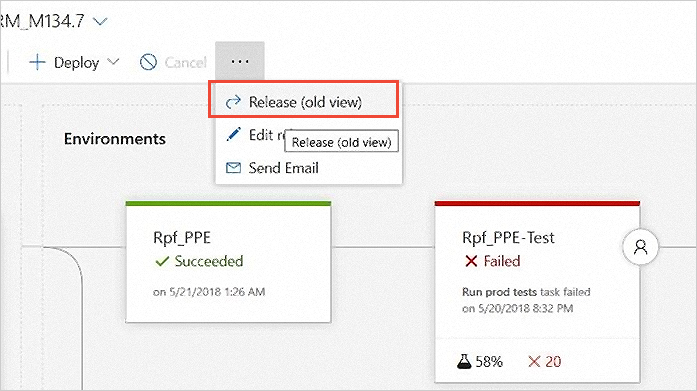 RM_M134.7
Deploy
Cancel
...
Release (old view)
Edit r
Release (old view)
Send Email
Environments
Rpf_PPE
Succeeded
on 5/21/2018 1:26 AM
Rpf_PPE-Test
Failed
Run prod tests task failed
on 5/20/2018 8:32 PM
58%
20